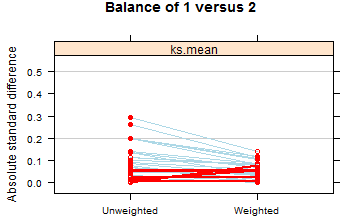 Balance of 1 versus 2
ks.mean
Absolute standard difference
0.5
0.4
0.3
0.2
0.1
0.0
Unweighted
Weighted